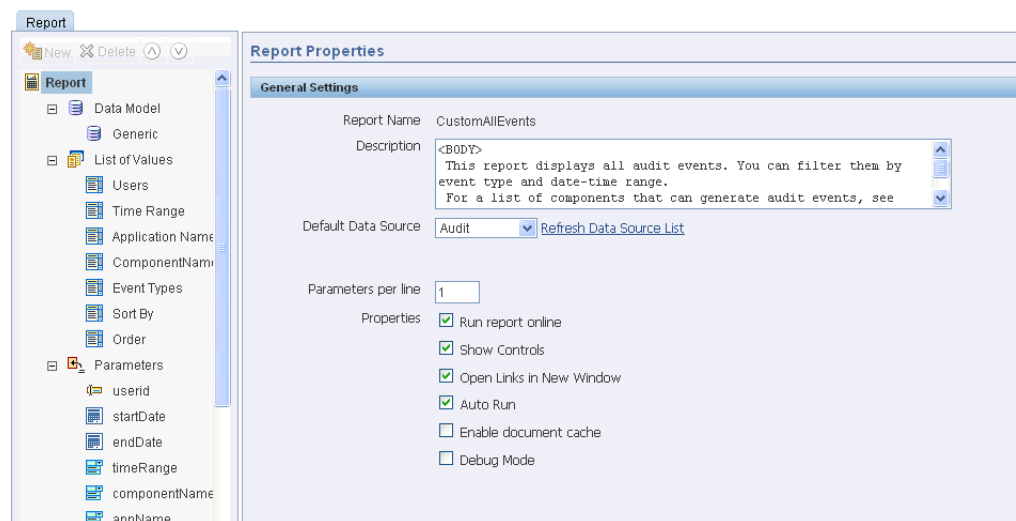 Report
New Delete
Report
Data Model
Generic
List of Values
Users
Time Range
Application Name
ComponentName
Event Types
Sort By
Order
Parameters
userid
startDate
endDate
timeRange
componentName
appName
Report Properties
General Settings
Report Name CustomAllEvents
Description <BODY>
This report displays all audit events. You can filter them by
event type and date-time range.
For a list of components that can generate audit events, see
Default Data Source Audit Refresh Data Source List
Parameters per line 1
Properties Run report online
Show Controls
Open Links in New Window
Auto Run
Enable document cache
Debug Mode